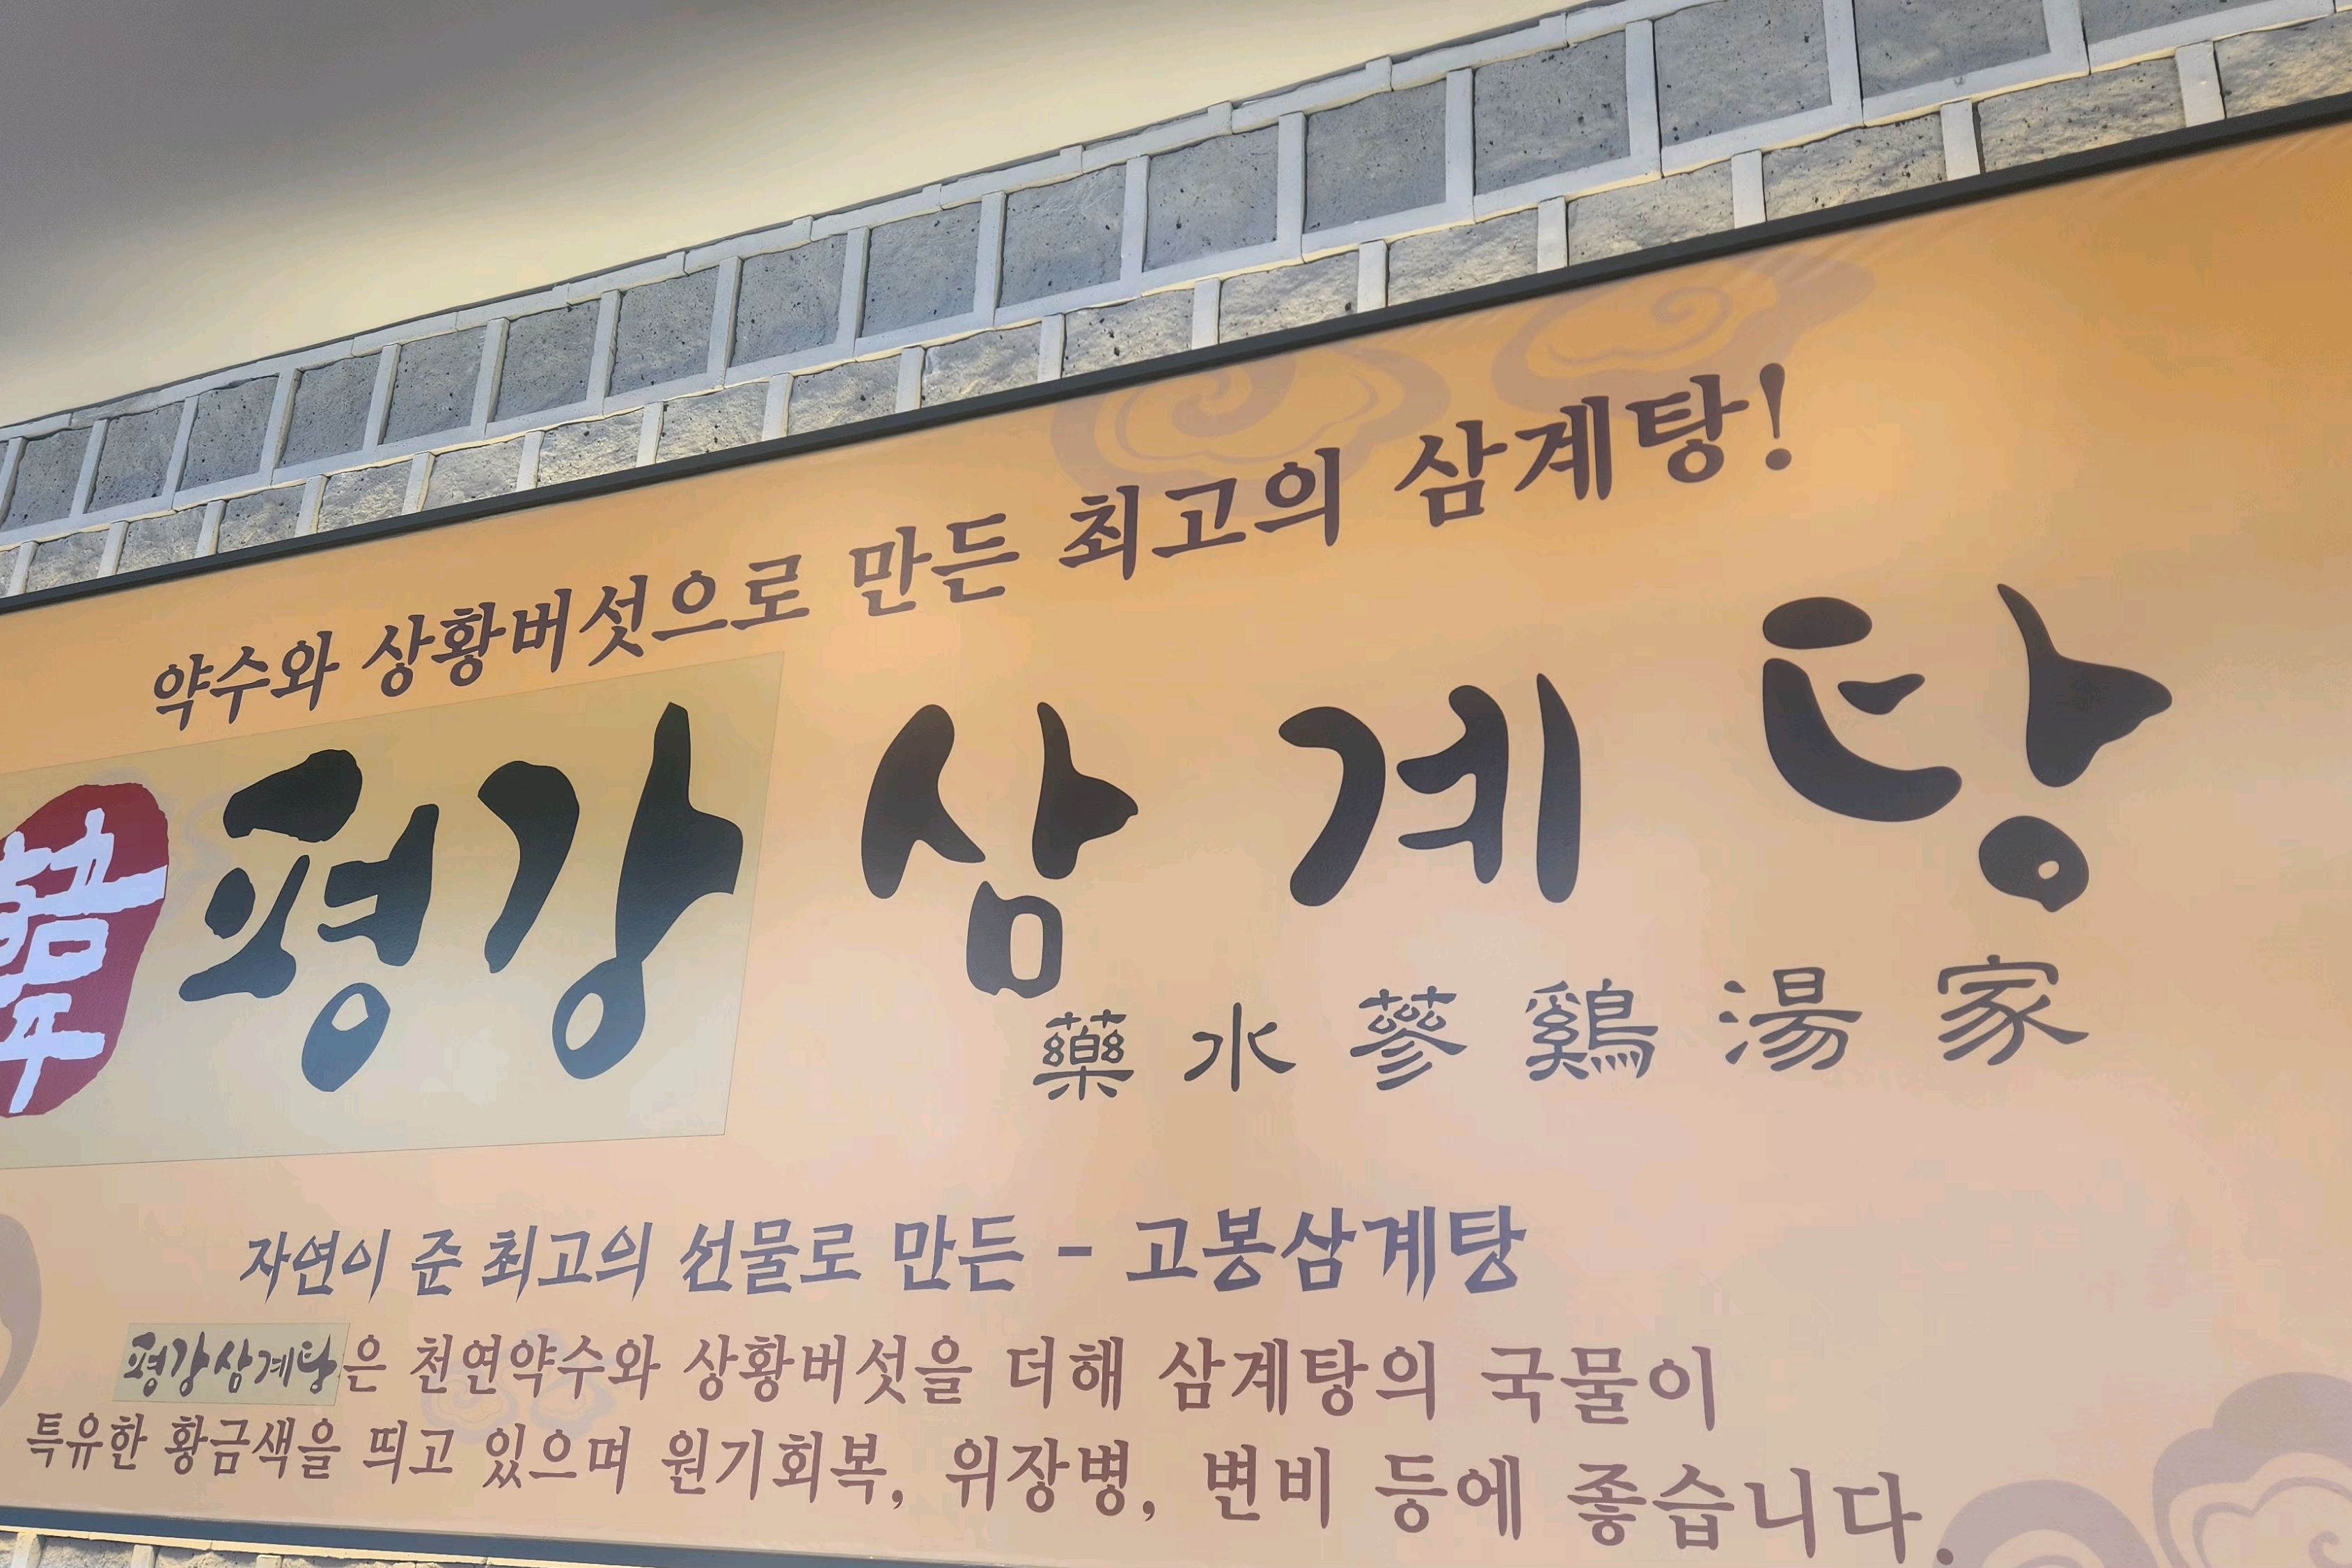 약수와 상황버섯으로 만든 최고의 삼계탕!
韓 평강 삼계탕
藥水蔘鷄湯家
자연이 준 최고의 선물로 만든 - 고봉삼계탕
평강삼계탕은 천연약수와 상황버섯을 더해 삼계탕의 국물이
특유한 황금색을 띄고 있으며 원기회복, 위장병, 변비 등에 좋습니다.